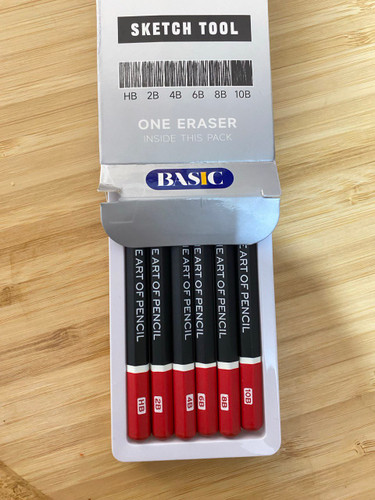 SKETCH TOOL
HB 2B 4B 6B 8B 10B
ONE ERASER
INSIDE THIS PACK
BASIC
E ART OF PENCIL
E ART OF PENCIL
E ART OF PENCIL
E ART OF PENCIL
E ART OF PENCIL
E ART OF PENCIL
HB
2B
4B
6B
8B
10B